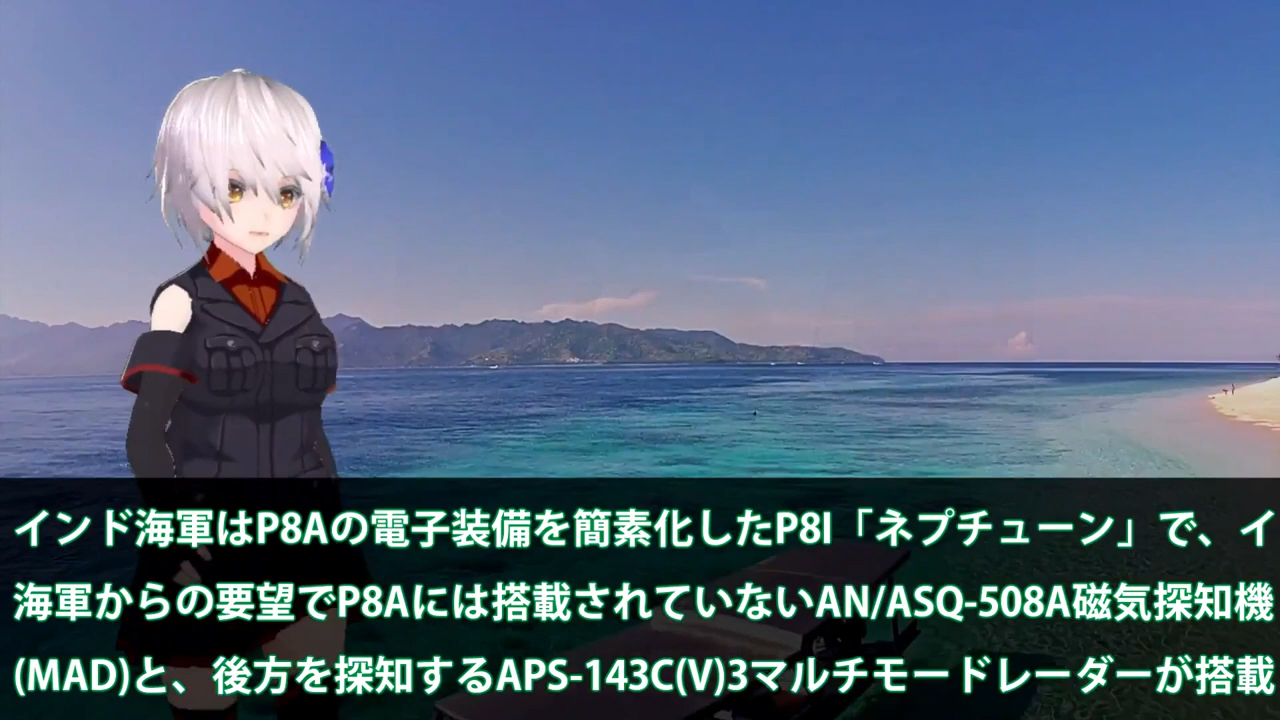 インド海軍はP8Aの電子装備を簡素化したP8I「ネプチューン」で、イ
海軍からの要望でP8Aには搭載されていないAN/ASQ-508A磁気探知機
(MAD)と、後方を探知するAPS-143C(V)3マルチモードレーダーが搭載